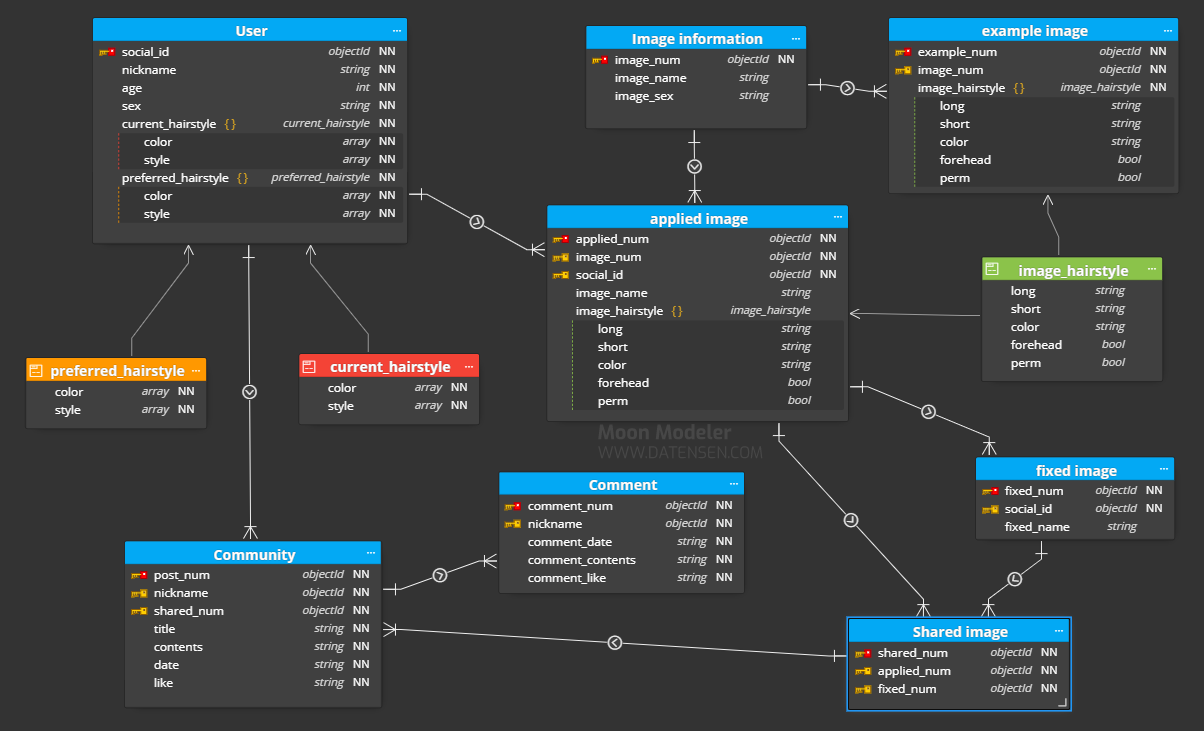 User ...
social_id objectId NN
nickname string NN
age int NN
sex string NN
current_hairstyle {} current_hairstyle NN
color array NN
style array NN
preferred_hairstyle {} preferred_hairstyle NN
color array NN
style array NN
Image information ...
image_num objectId NN
image_name string
image_sex string
example image ...
example_num objectId NN
image_num objectId NN
image_hairstyle {} image_hairstyle NN
long string
short string
color string
forehead bool
perm bool
applied image ...
applied_num objectId NN
image_num objectId NN
social_id objectId NN
image_name string
image_hairstyle {} image_hairstyle
long string
short string
color string
forehead bool
perm bool
image_hairstyle ...
long string
short string
color string
forehead bool
perm bool
preferred_hairstyle ...
color array NN
style array NN
current_hairstyle ...
color array NN
style array NN
Moon Modeler
WWW.DATENSEN.COM
Comment ...
comment_num objectId NN
nickname objectId NN
comment_date string NN
comment_contents string NN
comment_like string NN
fixed image ...
fixed_num objectId NN
social_id objectId NN
fixed_name string
Community ...
post_num objectId NN
nickname objectId NN
shared_num objectId NN
title string NN
contents string NN
date string NN
like string NN
Shared image ...
shared_num objectId NN
applied_num objectId NN
fixed_num objectId NN